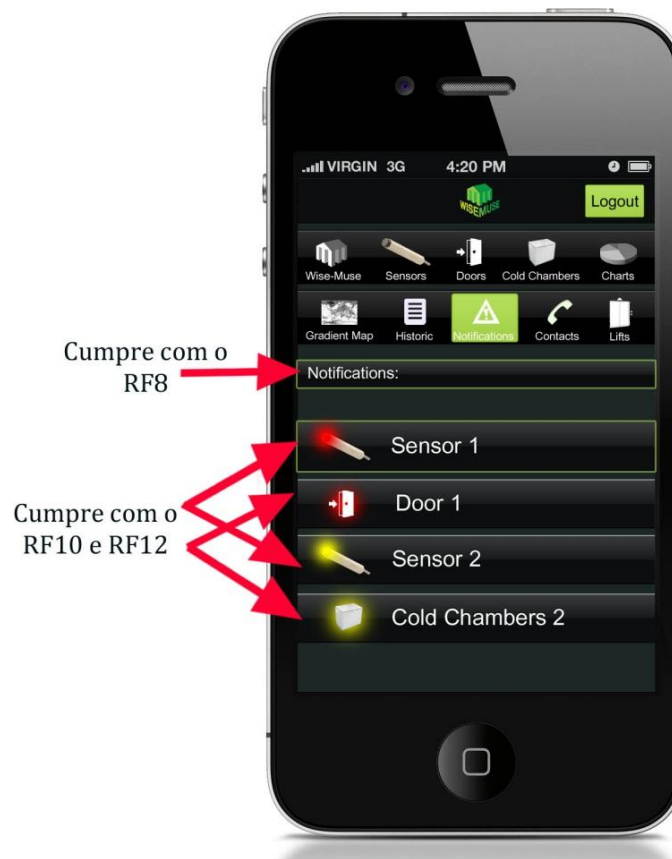 VIRGIN 3G 4:20 PM
WISEMUSE
Logout
Wise-Muse Sensors Doors Cold Chambers Charts
Gradient Map Historic Notifications Contacts Lifts
Cumpre com o
RF8
Notifications:
Sensor 1
Door 1
Cumpre com o
RF10 e RF12
Sensor 2
Cold Chambers 2